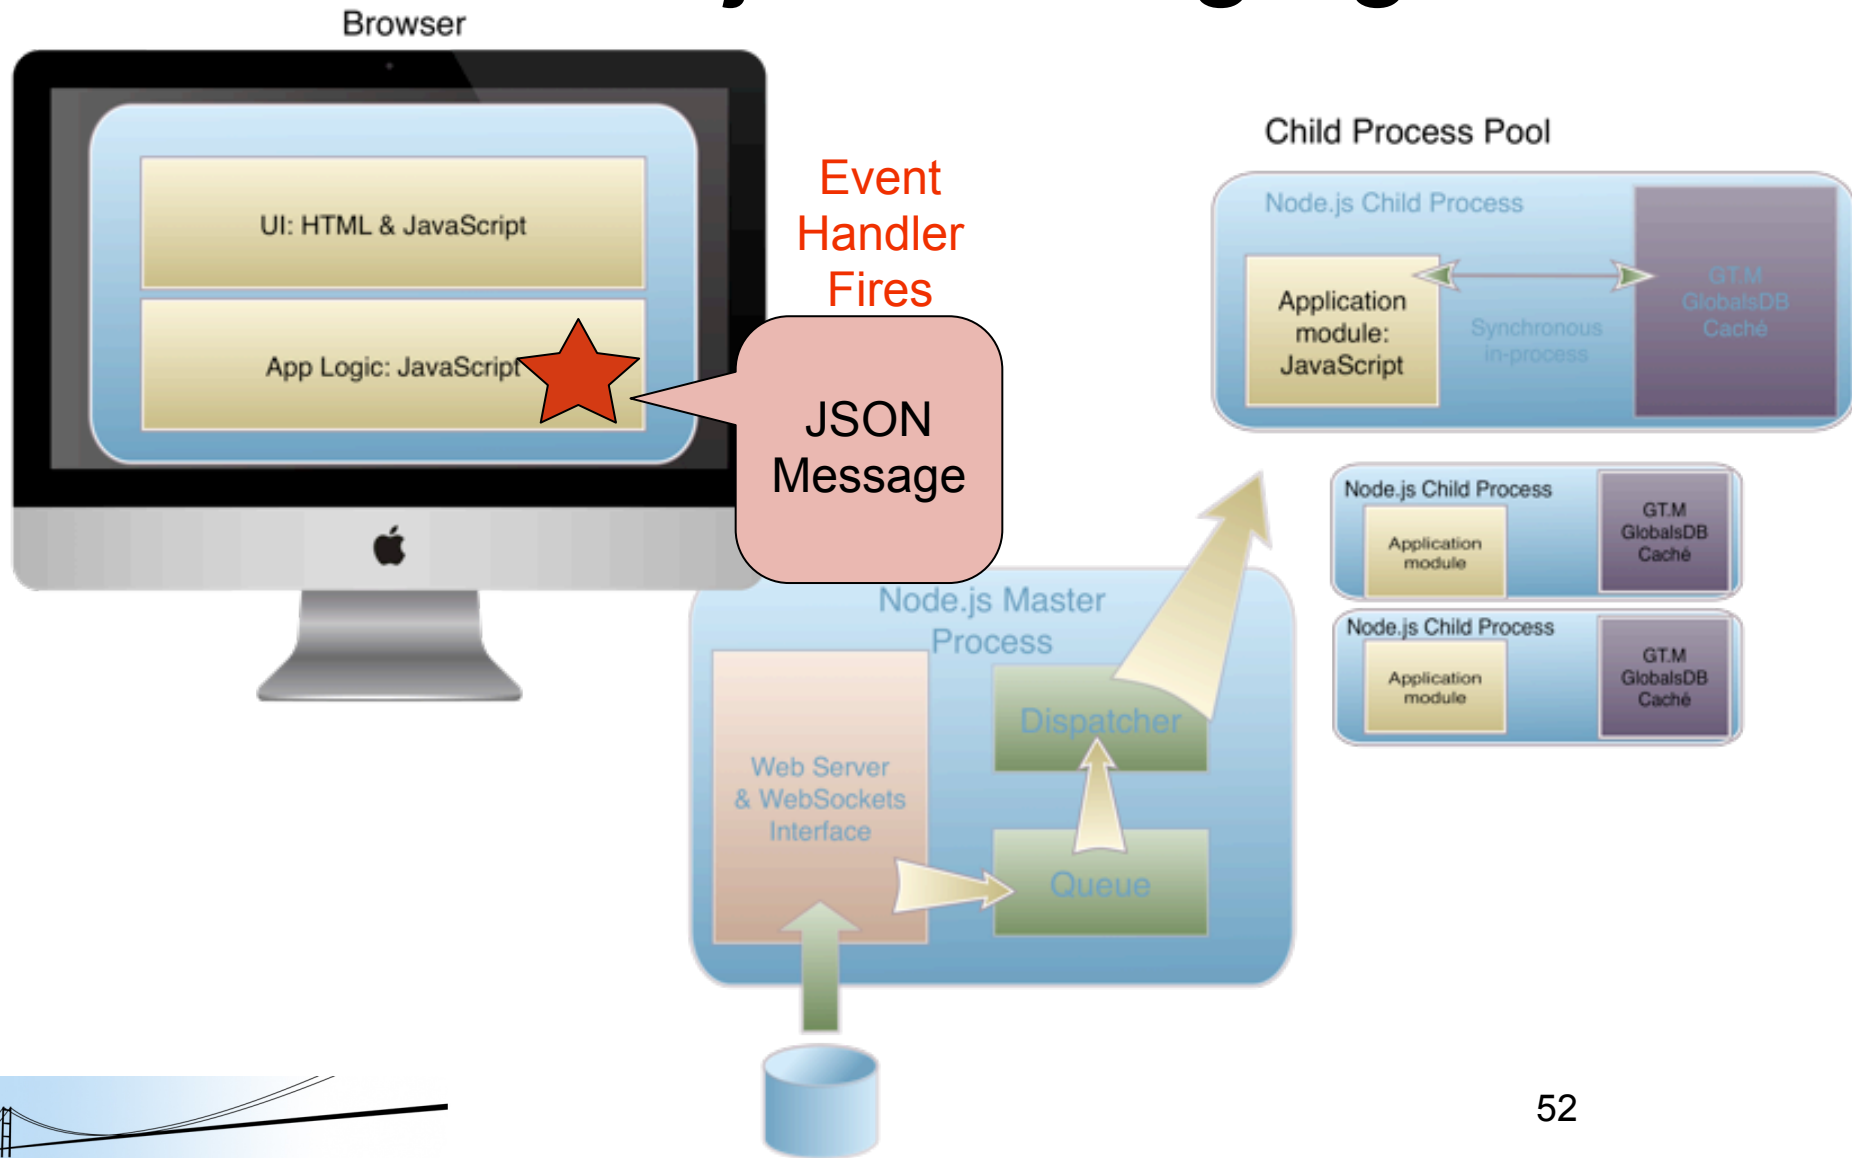 Browser
UI: HTML & JavaScript
App Logic: JavaScript
Event
Handler
Fires
JSON
Message
Child Process Pool
Node.js Child Process
Application
module:
JavaScript
Synchronous
in-process
GT.M
GlobalsDB
Caché
Node.js Child Process
Application
module
GT.M
GlobalsDB
Caché
Node.js Child Process
Application
module
GT.M
GlobalsDB
Caché
Node.js Master
Process
Web Server
& WebSockets
Interface
Dispatcher
Queue
52